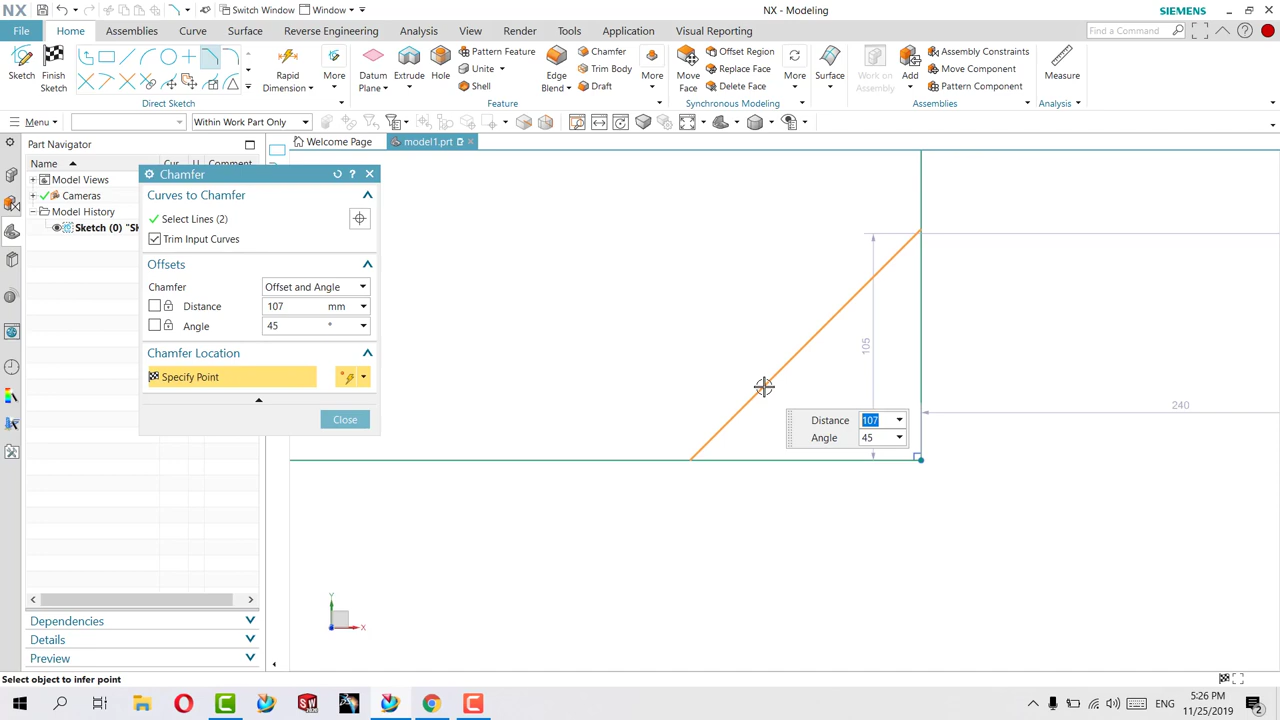 NX
Switch Window
Window
NX - Modeling
SIEMENS
File
Home
Assemblies
Curve
Surface
Reverse Engineering
Analysis
View
Render
Tools
Application
Visual Reporting
Find a Command
Sketch
Finish Sketch
Rapid Dimension
More
Datum Plane
Extrude
Hole
Pattern Feature
Unite
Shell
Edge Blend
Chamfer
Trim Body
Draft
More
Move Face
Offset Region
Replace Face
Delete Face
More
Surface
Work on Assembly
Add
Assembly Constraints
Move Component
Pattern Component
Measure
Direct Sketch
Feature
Synchronous Modeling
Assemblies
Analysis
Menu
Within Work Part Only
Part Navigator
Welcome Page
model1.prt
Name
Cur
U
Comment
Model Views
Cameras
Model History
Sketch (0) "Sk
Chamfer
Curves to Chamfer
Select Lines (2)
Trim Input Curves
Offsets
Chamfer
Offset and Angle
Distance
107 mm
Angle
45 °
Chamfer Location
Specify Point
Close
105
240
Distance 107
Angle 45
Y
X
Dependencies
Details
Preview
Select object to infer point
ENG
5:26 PM
11/25/2019
2